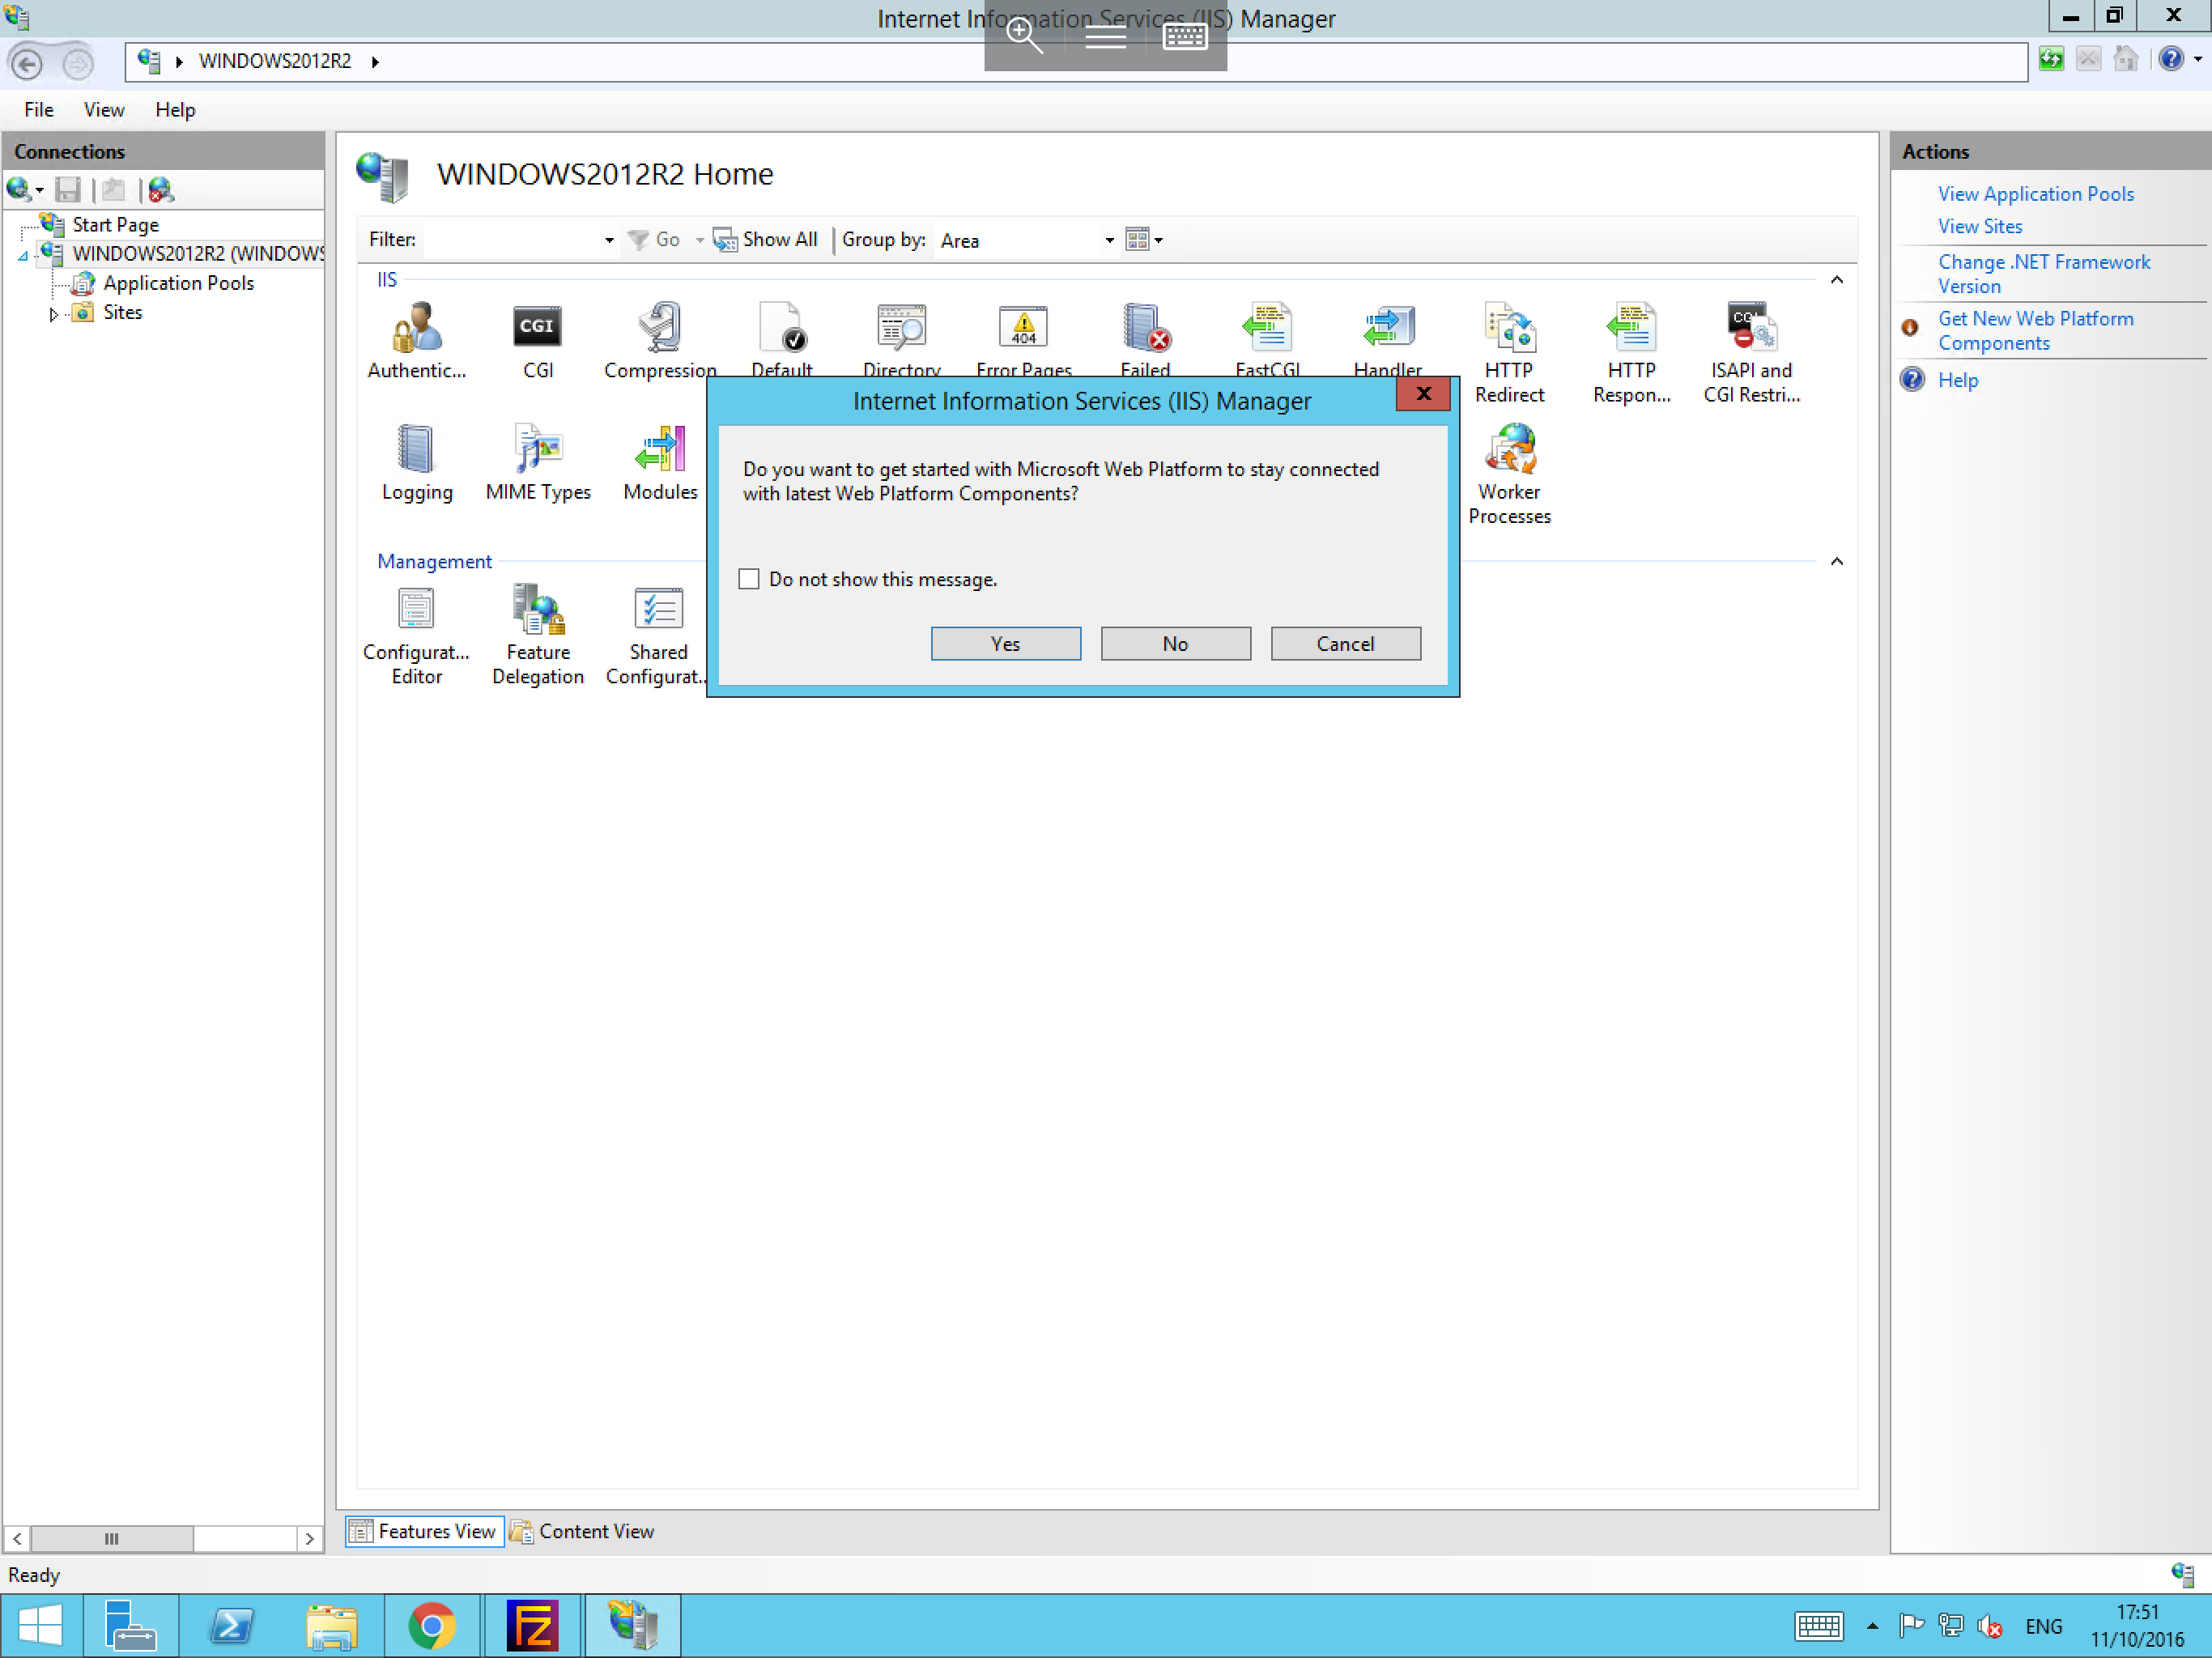 Internet Information Services (IIS) Manager
WINDOWS2012R2
File View Help
Connections
Start Page
WINDOWS2012R2 (WINDOWS
Application Pools
Sites
WINDOWS2012R2 Home
Filter: Go Show All Group by: Area
IIS
Authentic... CGI Compression Default Directory Error Pages Failed FastCGI Handler HTTP Redirect HTTP Respon... ISAPI and CGI Restri...
CGI
404
Logging MIME Types Modules Worker Processes
Management
Configurat... Editor Feature Delegation Shared Configurat...
Internet Information Services (IIS) Manager
X
Do you want to get started with Microsoft Web Platform to stay connected
with latest Web Platform Components?
Do not show this message.
Yes No Cancel
Actions
View Application Pools
View Sites
Change .NET Framework
Version
Get New Web Platform
Components
Help
Features View Content View
Ready
FZ
ENG
17:51
11/10/2016